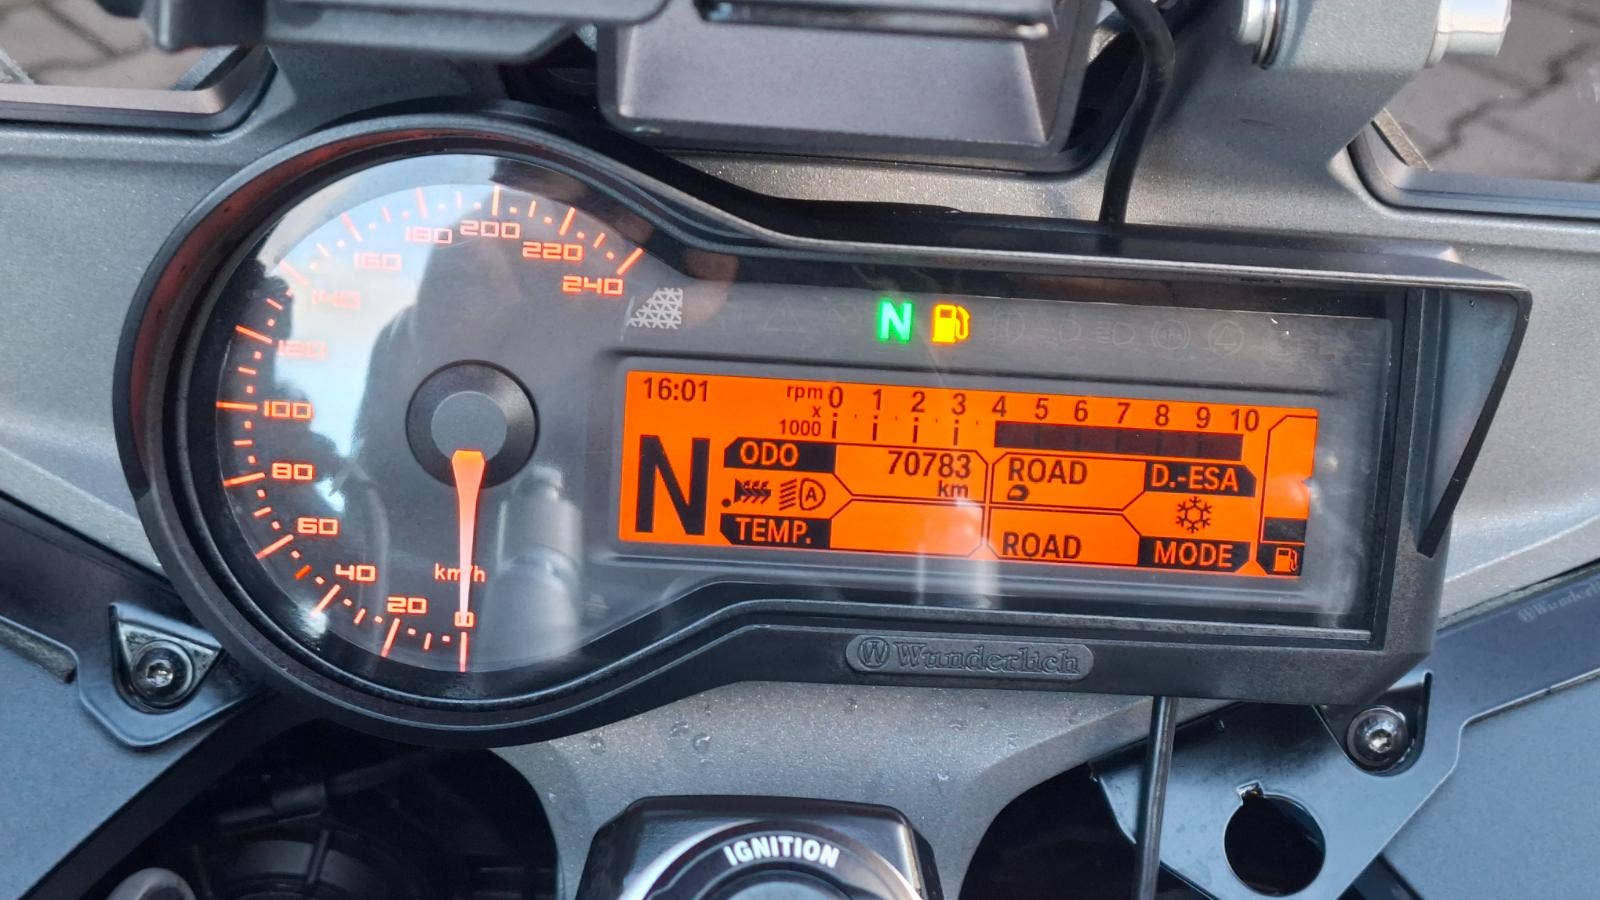 240
220
200
180
160
140
120
100
80
60
40
20
0
km/h
N
16:01
rpm x 1000
0 1 2 3 4 5 6 7 8 9 10
N
ODO
70783 km
ROAD
D.-ESA
A
TEMP.
ROAD
MODE
W Wunderlich
IGNITION